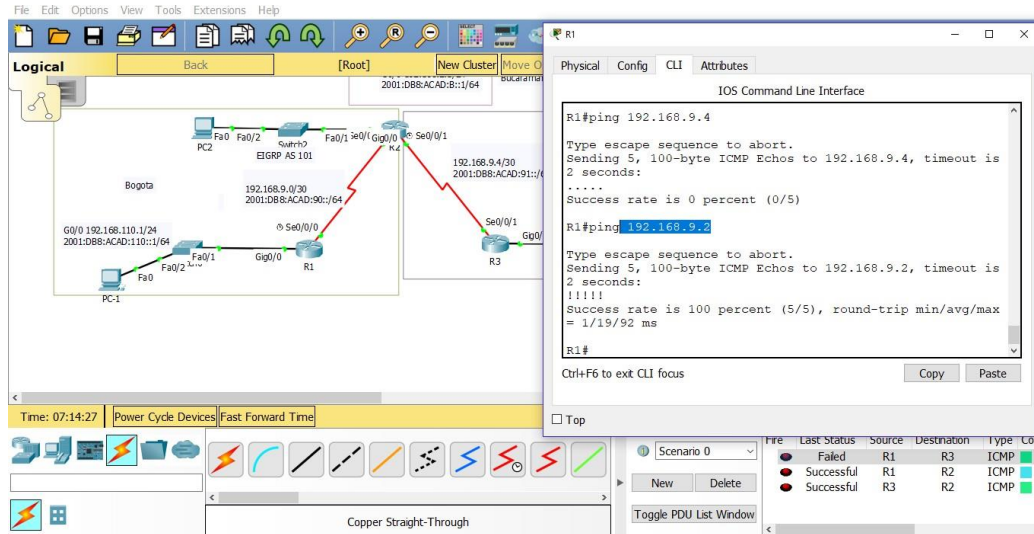 File Edit Options View Tools Extensions Help
R1
Logical Back [Root] New Cluster Move O
2001:DB8:ACAD:B::1/64
Physical Config CLI Attributes
IOS Command Line Interface
R1#ping 192.168.9.4
Type escape sequence to abort.
Sending 5, 100-byte ICMP Echos to 192.168.9.4, timeout is
2 seconds:
.....
Success rate is 0 percent (0/5)
R1#ping 192.168.9.2
Type escape sequence to abort.
Sending 5, 100-byte ICMP Echos to 192.168.9.2, timeout is
2 seconds:
!!!!!
Success rate is 100 percent (5/5), round-trip min/avg/max
= 1/19/92 ms
R1#
Ctrl+F6 to exit CLI focus Copy Paste
Top
PC2 Fa0 Fa0/2 Switch2 Fa0/1 Gig0/0 R2 Se0/0/1
EIGRP AS 101
192.168.9.4/30
2001:DB8:ACAD:91::/
Bogota
192.168.9.0/30
2001:DB8:ACAD:90::/64
G0/0 192.168.110.1/24
2001:DB8:ACAD:110::1/64
Se0/0/0
Se0/0/1
Fa0/1 Gig0/0 R1
Fa0/2
Fa0
PC-1
R3 Gig0/
Time: 07:14:27 Power Cycle Devices Fast Forward Time
Scenario 0
New Delete
Toggle PDU List Window
Fire Last Status Source Destination Type Co
Failed R1 R3 ICMP
Successful R1 R2 ICMP
Successful R3 R2 ICMP
Copper Straight-Through